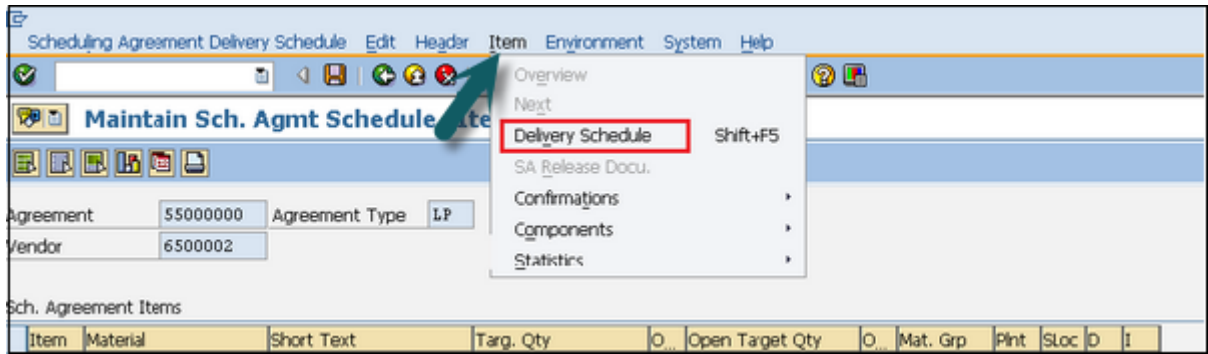 Scheduling Agreement Delivery Schedule Edit Header Item Environment System Help
Overview
Next
Maintain Sch. Agmt Schedule
Delivery Schedule Shift+F5
SA Release Docu.
Confirmations
Agreement 55000000 Agreement Type LP
Components
Vendor 6500002
Statistics
Sch. Agreement Items
Item Material Short Text Targ. Qty O... Open Target Qty O... Mat. Grp Plnt SLoc D I